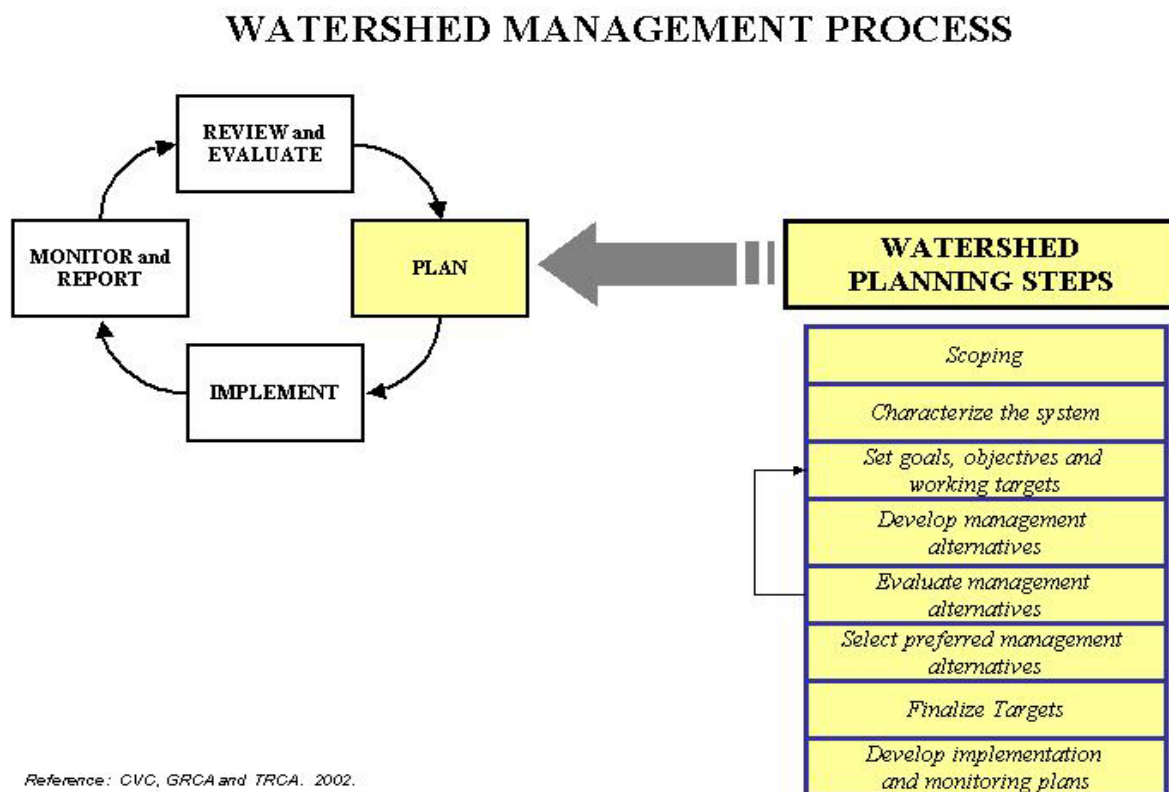 WATERSHED MANAGEMENT PROCESS
REVIEW and
EVALUATE
MONITOR and
REPORT
PLAN
IMPLEMENT
WATERSHED
PLANNING STEPS
Scoping
Characterize the system
Set goals, objectives and
working targets
Develop management
alternatives
Evaluate management
alternatives
Select preferred management
alternatives
Finalize Targets
Develop implementation
and monitoring plans
Reference: CVC, GRCA and TRCA. 2002.